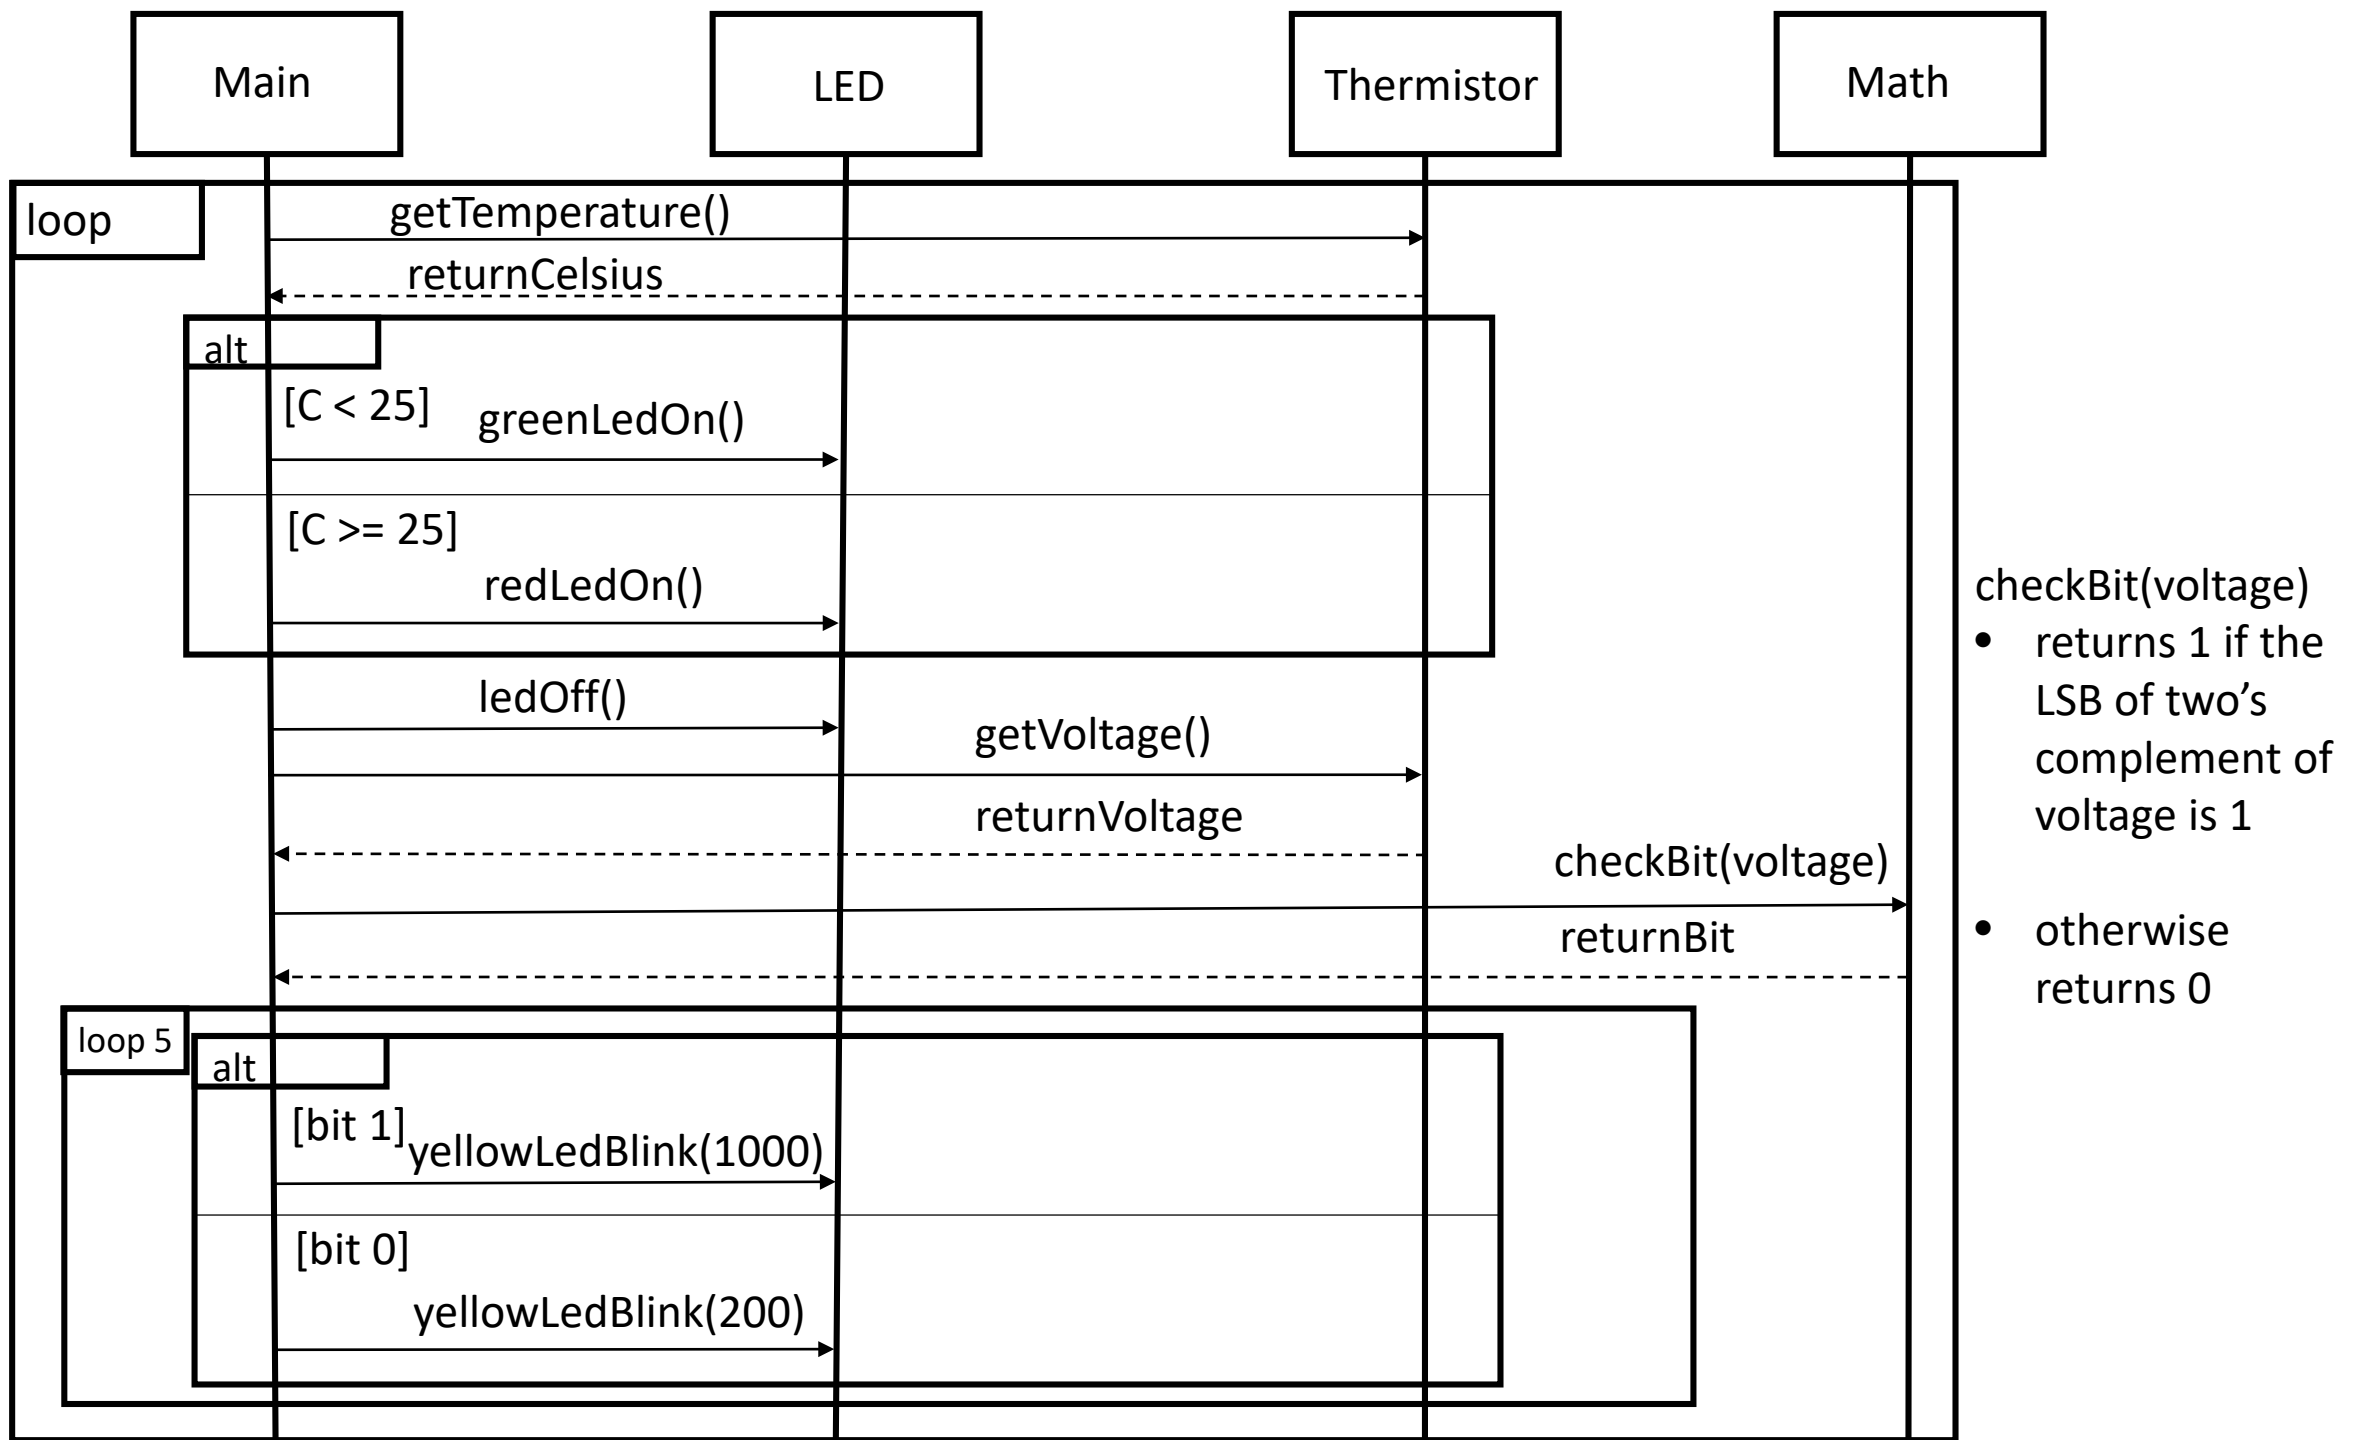 Main
LED
Thermistor
Math
loop
getTemperature()
returnCelsius
alt
[C < 25]
greenLedOn()
[C >= 25]
redLedOn()
ledOff()
getVoltage()
returnVoltage
checkBit(voltage)
returnBit
loop 5
alt
[bit 1]
yellowLedBlink(1000)
[bit 0]
yellowLedBlink(200)
checkBit(voltage)
• returns 1 if the
LSB of two’s
complement of
voltage is 1
• otherwise
returns 0